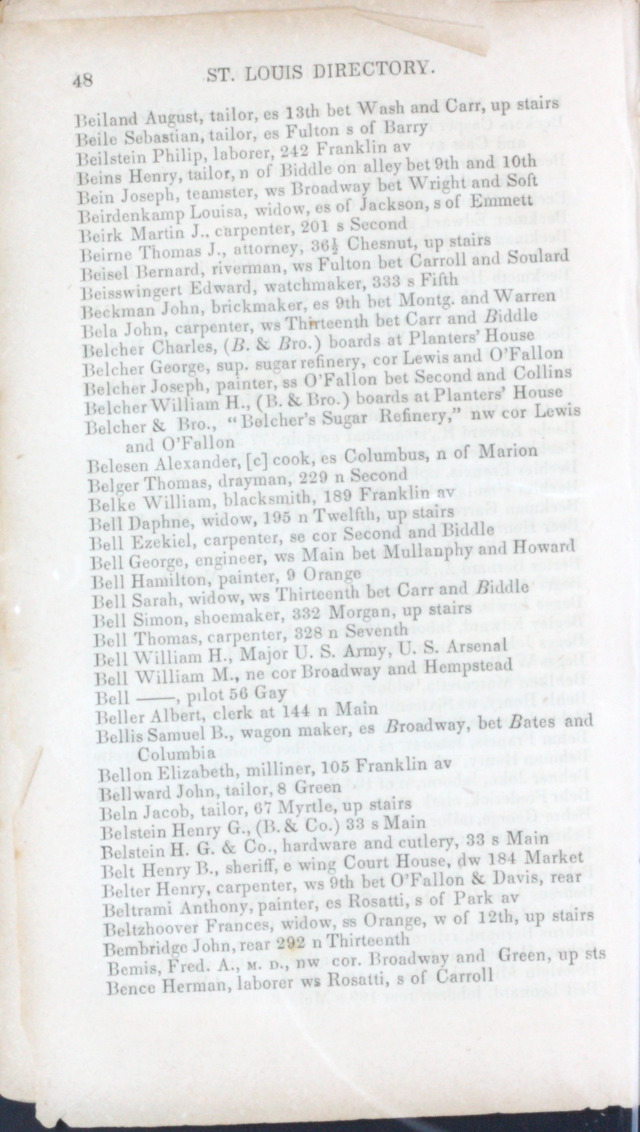 48 ST. LOUIS DIRECTORY.
Beiland August, tailor, es 13th bet Wash and Carr, up stairs
Beile Sebastian, tailor, es Fulton s of Barry
Beilstein Philip, laborer, 242 Franklin av
Beins Henry, tailor, n of Biddle on alley bet 9th and 10th
Bein Joseph, teamster, ws Broadway bet Wright and Soft
Beirdenkamp Louisa, widow, es of Jackson, s of Emmett
Beirk Martin J.. carpenter, 201 s Second
Beirne Thomas J., attorney, 36½ Chesnut, up stairs
Beisel Bernard, riverman, ws Fulton bet Carroll and Soulard
Beisswingert Edward, watchmaker, 333 s Fifth
Beckman John, brickmaker, es 9th bet Montg. and Warren
Bela John, carpenter, ws Thirteenth bet Carr and Biddle
Belcher Charles, (B. & Bro.) boards at Planters' House
Belcher George, sup. sugar refinery, cor Lewis and O'Fallon
Belcher Joseph, painter, ss O'Fallon bet Second and Collins
Belcher William H., (B. & Bro.) boards at Planters' House
Belcher & Bro., "Belcher's Sugar Refinery," nw cor Lewis
and O'Fallon
Belesen Alexander, [c] cook, es Columbus, n of Marion
Belger Thomas, drayman, 229 n Second
Belke William, blacksmith, 189 Franklin av
Bell Daphne, widow, 195 n Twelfth, up stairs
Bell Ezekiel, carpenter, se cor Second and Biddle
Bell George, engineer, ws Main bet Mullanphy and Howard
Bell Hamilton, painter, 9 Orange
Bell Sarah, widow, ws Thirteenth bet Carr and Biddle
Bell Simon, shoemaker, 332 Morgan, up stairs
Bell Thomas, carpenter, 328 n Seventh
Bell William H., Major U. S. Army, U. S. Arsenal
Bell William M., ne cor Broadway and Hempstead
Bell ——, pilot 56 Gay
Beller Albert, clerk at 144 n Main
Bellis Samuel B., wagon maker, es Broadway, bet Bates and
Columbia
Bellon Elizabeth, milliner, 105 Franklin av
Bellward John, tailor, 8 Green
Beln Jacob, tailor, 67 Myrtle, up stairs
Belstein Henry G., (B. & Co.) 33 s Main
Belstein H. G. & Co., hardware and cutlery, 33 s Main
Belt Henry B., sheriff, e wing Court House, dw 184 Market
Belter Henry, carpenter, ws 9th bet O'Fallon & Davis, rear
Beltrami Anthony, painter, es Rosatti, s of Park av
Beltzhoover Frances, widow, ss Orange, w of 12th, up stairs
Bembridge John, rear 292 n Thirteenth
Bemis, Fred. A., M. D., nw cor. Broadway and Green, up sts
Bence Herman, laborer ws Rosatti, s of Carroll